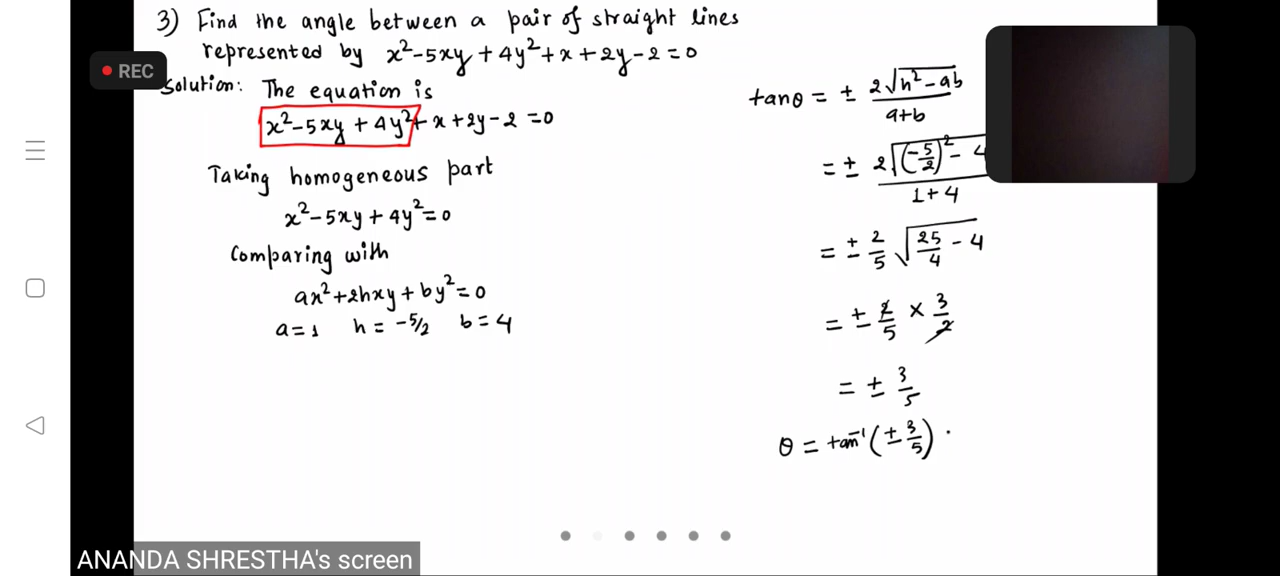 3) Find the angle between a pair of straight lines
represented by x²-5xy+4y²+x+2y-2=0
REC
Solution: The equation is
x²-5xy+4y²+x+2y-2=0
Taking homogeneous part
x²-5xy+4y²=0
Comparing with
ax²+2hxy+by²=0
a=1 h=-5/2 b=4
tanθ = ± 2√(h²-ab) / (a+b)
= ± 2√((-5/2)²-4 / (1+4)
= ± 2/5 √(25/4 - 4)
= ± 2/5 × 3/2
= ± 3/5
θ = tan⁻¹(± 3/5).
ANANDA SHRESTHA's screen